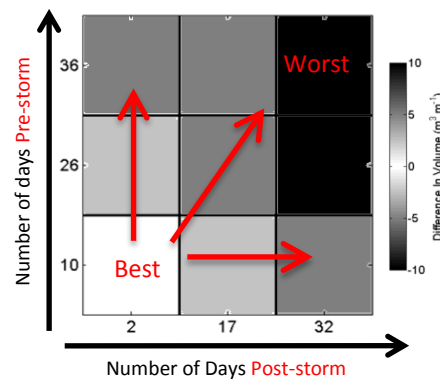 Number of days Pre-storm
36
26
10
Worst
Best
2 17 32
Number of Days Post-storm
10
5
0
-5
-10
Difference In Volume (m³ m⁻¹)